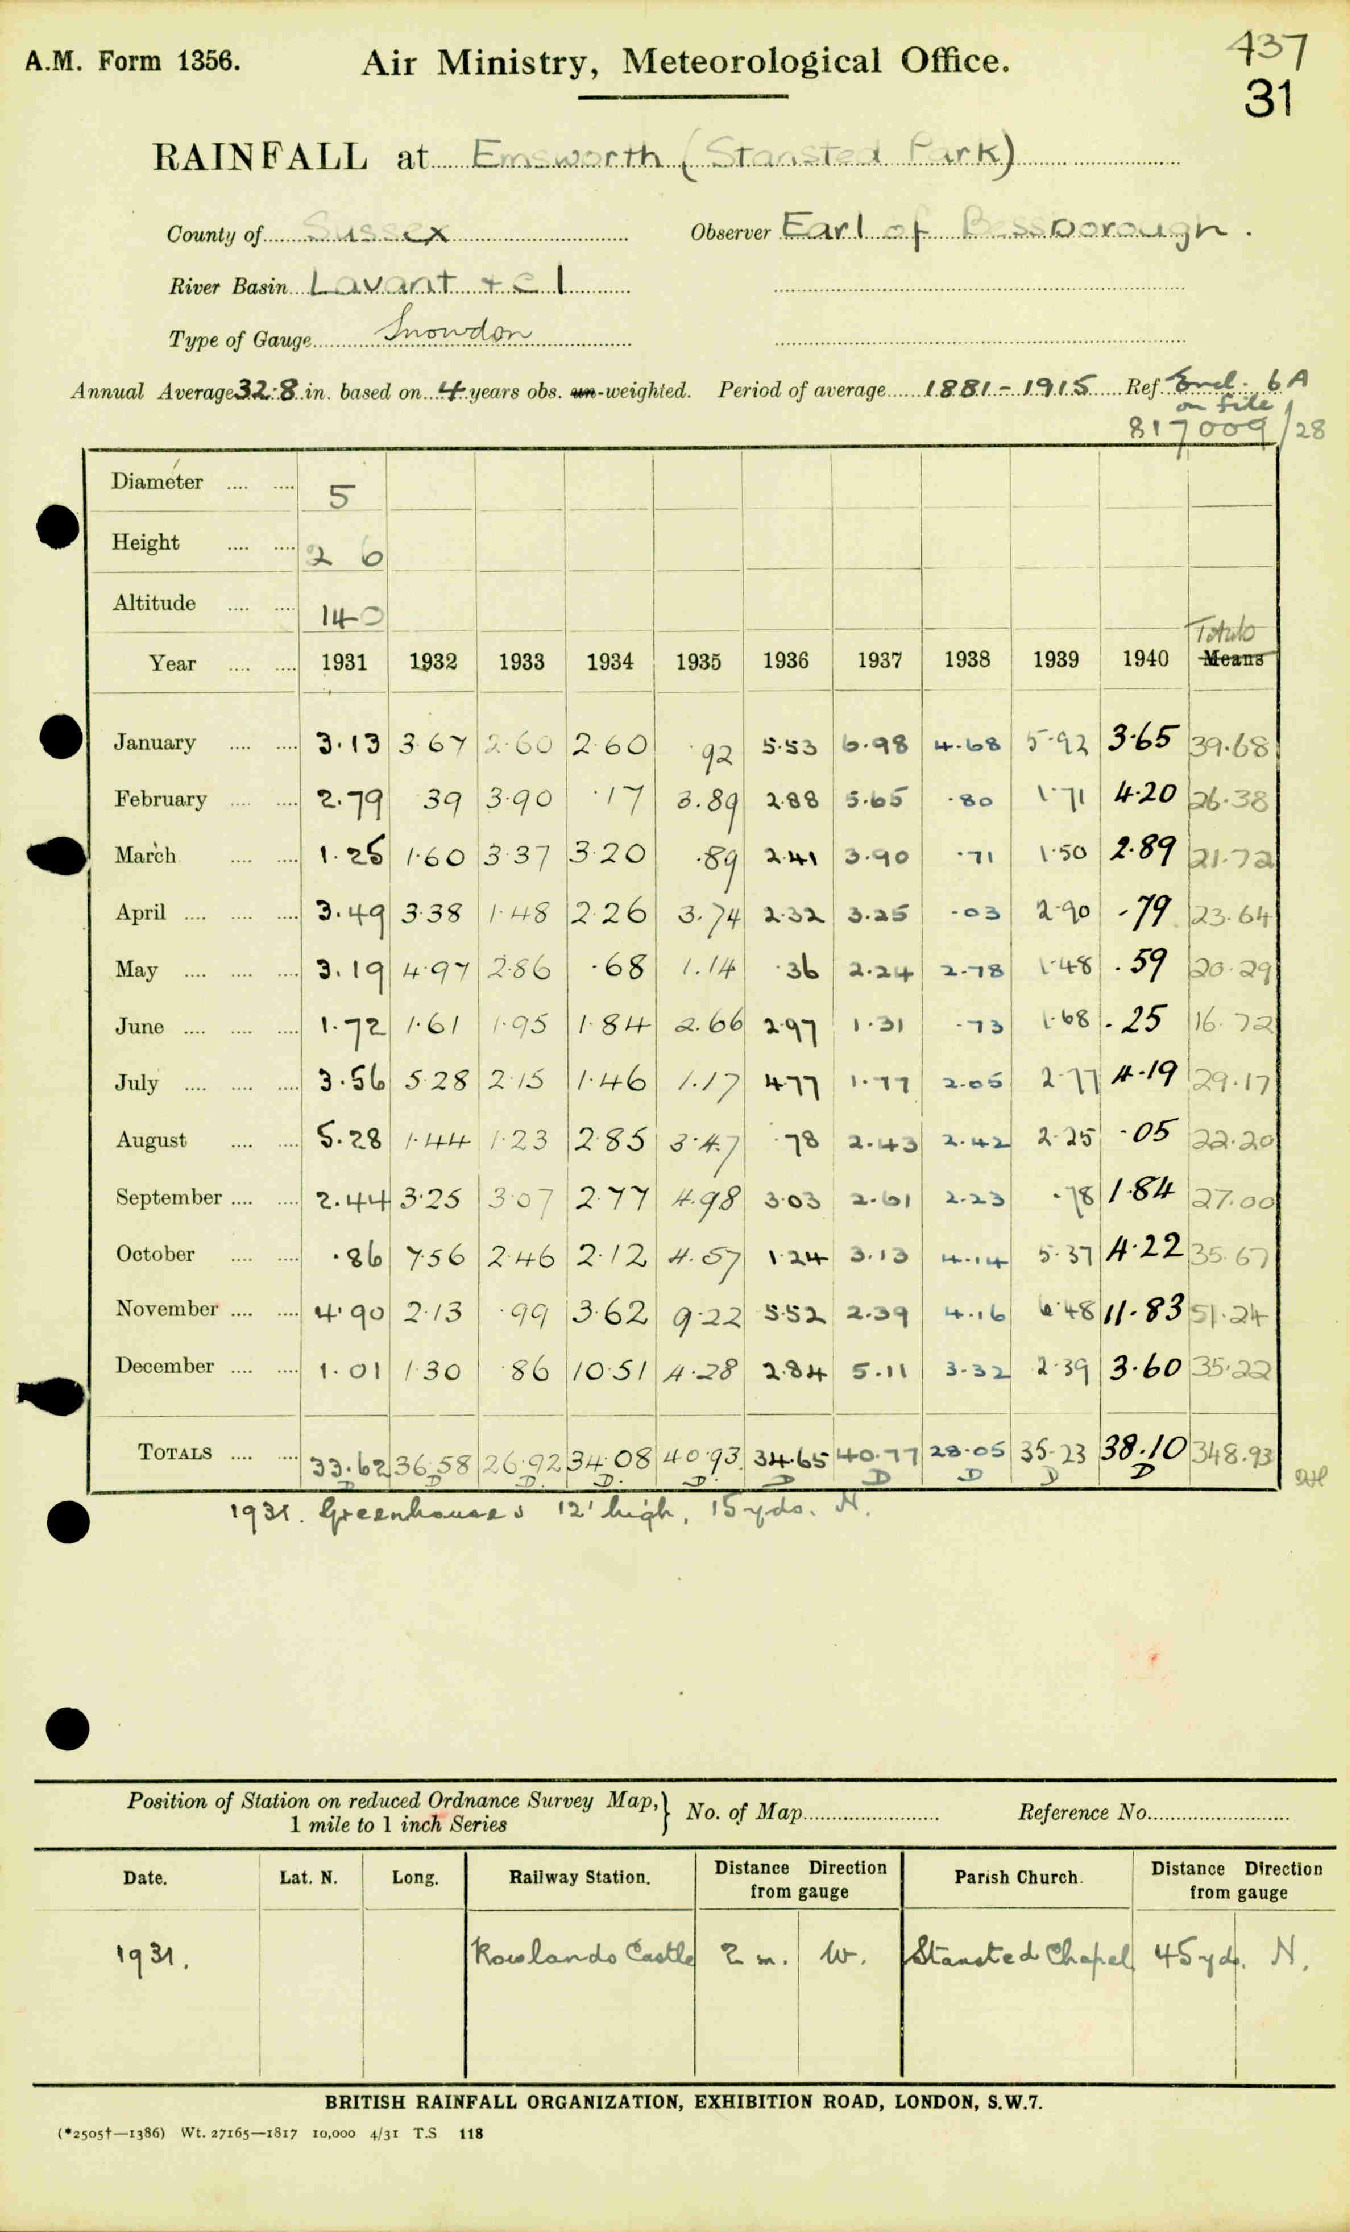 A.M. Form 1356. Air Ministry, Meteorological Office. 437
31
RAINFALL at Emsworth (Stansted Park)
County of Sussex Observer Earl of Bessborough.
River Basin Lavant + c 1
Type of Gauge Snowdon
Annual Average 32.8 in. based on 4 years obs. un-weighted. Period of average 1881-1915 Ref. Encl. 6A
on file
817009/28
Diameter 5
Height 2 6
Altitude 140
Totals
Year 1931 1932 1933 1934 1935 1936 1937 1938 1939 1940 Means
January 3.13 3.67 2.60 2.60 .92 5.53 6.98 4.68 5.92 3.65 39.68
February 2.79 39 3.90 .17 3.89 2.88 5.65 .80 1.71 4.20 26.38
March 1.25 1.60 3.37 3.20 .89 2.41 3.90 .71 1.50 2.89 21.72
April 3.49 3.38 1.48 2.26 3.74 2.32 3.25 .03 2.90 .79 23.64
May 3.19 4.97 2.86 .68 1.14 .36 2.24 2.78 1.48 .59 20.29
June 1.72 1.61 1.95 1.84 2.66 2.97 1.31 .73 1.68 .25 16.72
July 3.56 5.28 2.15 1.46 1.17 4.77 1.77 2.05 2.77 4.19 29.17
August 5.28 1.44 1.23 2.85 3.47 .78 2.43 2.42 2.25 .05 22.20
September 2.44 3.25 3.07 2.77 4.98 3.03 2.61 2.23 .78 1.84 27.00
October .86 7.56 2.46 2.12 4.57 1.24 3.13 4.14 5.37 4.22 35.67
November 4.90 2.13 .99 3.62 9.22 5.52 2.39 4.16 6.48 11.83 51.24
December 1.01 1.30 .86 10.51 4.28 2.84 5.11 3.32 2.39 3.60 35.22
TOTALS 33.62 36.58 26.92 34.08 40.93 34.65 40.77 28.05 35.23 38.10 348.93
D D D. D. D. D D D D D
1931. Greenhouses 12' high, 15 yds. N.
Position of Station on reduced Ordnance Survey Map,} No. of Map Reference No.
1 mile to 1 inch Series
Date. Lat. N. Long. Railway Station. Distance Direction from gauge Parish Church. Distance Direction from gauge
1931. Rowlands Castle 2 m. W. Stansted Chapel 45 yds. N.
BRITISH RAINFALL ORGANIZATION, EXHIBITION ROAD, LONDON, S.W.7.
(*2505†—1386) Wt. 27165—1817 10,000 4/31 T.S 118